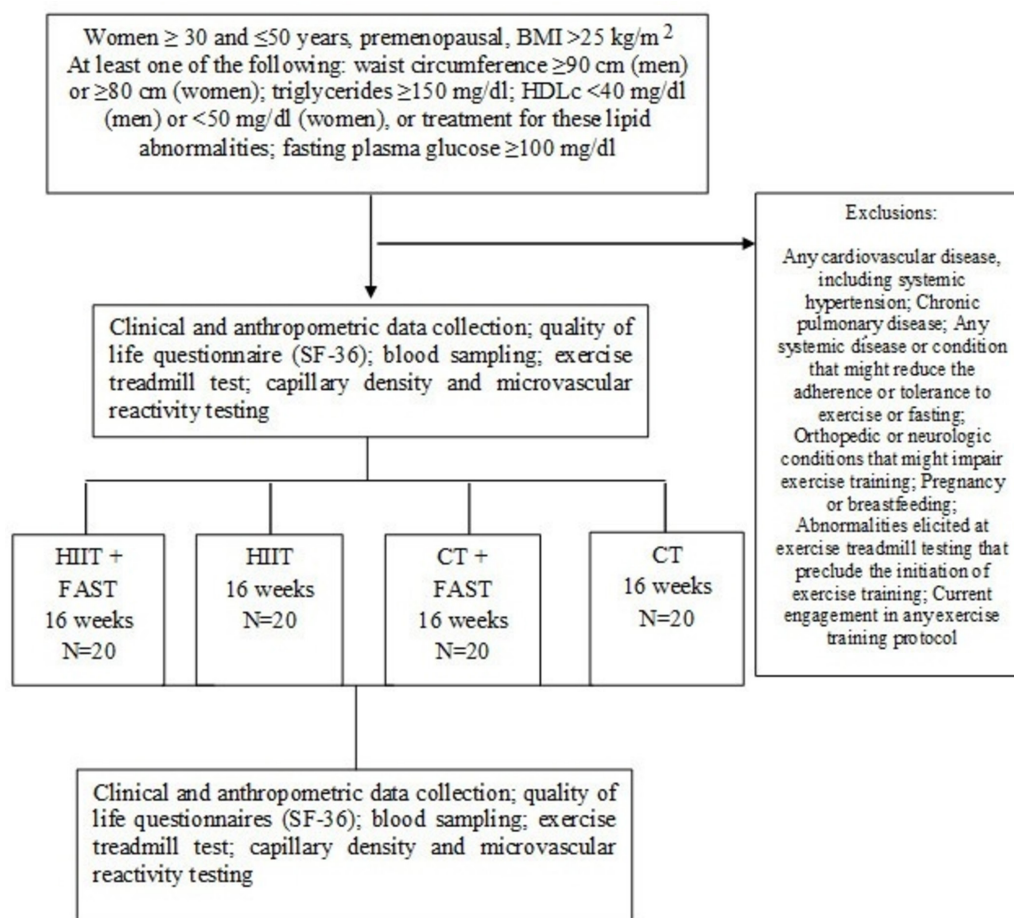 Women ≥ 30 and ≤50 years, premenopausal, BMI >25 kg/m²
At least one of the following: waist circumference ≥90 cm (men)
or ≥80 cm (women); triglycerides ≥150 mg/dl; HDLc <40 mg/dl
(men) or <50 mg/dl (women), or treatment for these lipid
abnormalities; fasting plasma glucose ≥100 mg/dl
Exclusions:
Any cardiovascular disease,
including systemic
hypertension; Chronic
pulmonary disease; Any
systemic disease or condition
that might reduce the
adherence or tolerance to
exercise or fasting;
Orthopedic or neurologic
conditions that might impair
exercise training; Pregnancy
or breastfeeding;
Abnormalities elicited at
exercise treadmill testing that
preclude the initiation of
exercise training; Current
engagement in any exercise
training protocol
Clinical and anthropometric data collection; quality of
life questionnaire (SF-36); blood sampling; exercise
treadmill test; capillary density and microvascular
reactivity testing
HIIT +
FAST
16 weeks
N=20
HIIT
16 weeks
N=20
CT +
FAST
16 weeks
N=20
CT
16 weeks
N=20
Clinical and anthropometric data collection; quality of
life questionnaires (SF-36); blood sampling; exercise
treadmill test; capillary density and microvascular
reactivity testing